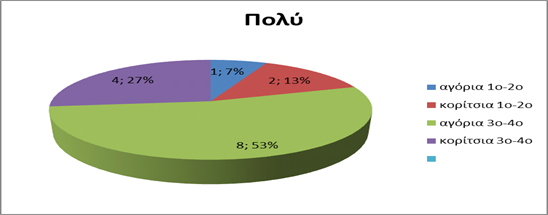 Πολύ
1; 7%
2; 13%
8; 53%
4; 27%
αγόρια 1ο-2ο
κορίτσια 1ο-2ο
αγόρια 3ο-4ο
κορίτσια 3ο-4ο